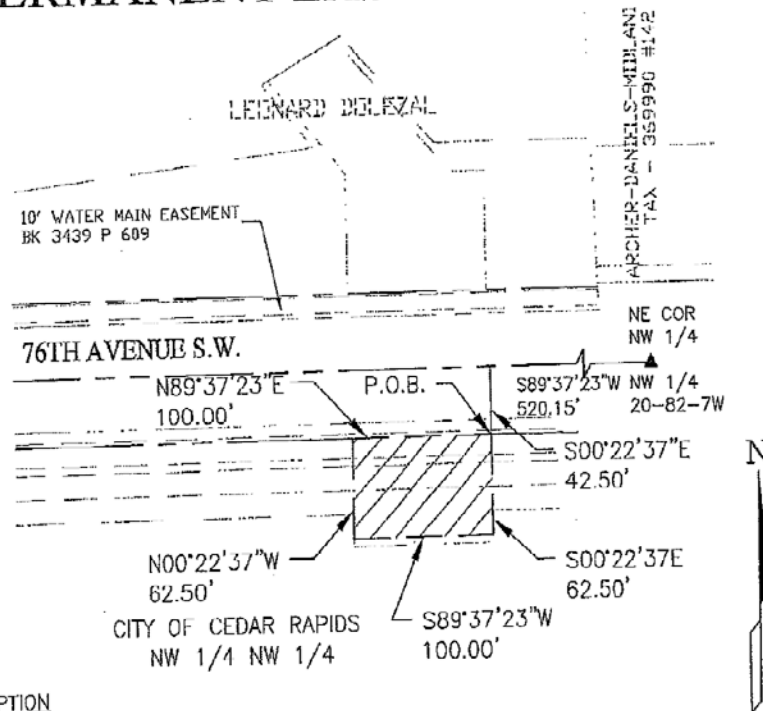 LEONARD DOLEZAL
ARCHER-DANIELS-MIDLAN
TAX - 369990 #142
10' WATER MAIN EASEMENT
BK 3439 P 609
NE COR
NW 1/4
76TH AVENUE S.W.
N89°37'23"E
100.00'
P.O.B.
S89°37'23"W
520.15'
NW 1/4
20-82-7W
S00°22'37"E
42.50'
N
N00°22'37"W
62.50'
S00°22'37E
62.50'
CITY OF CEDAR RAPIDS
NW 1/4 NW 1/4
S89°37'23"W
100.00'
PTION